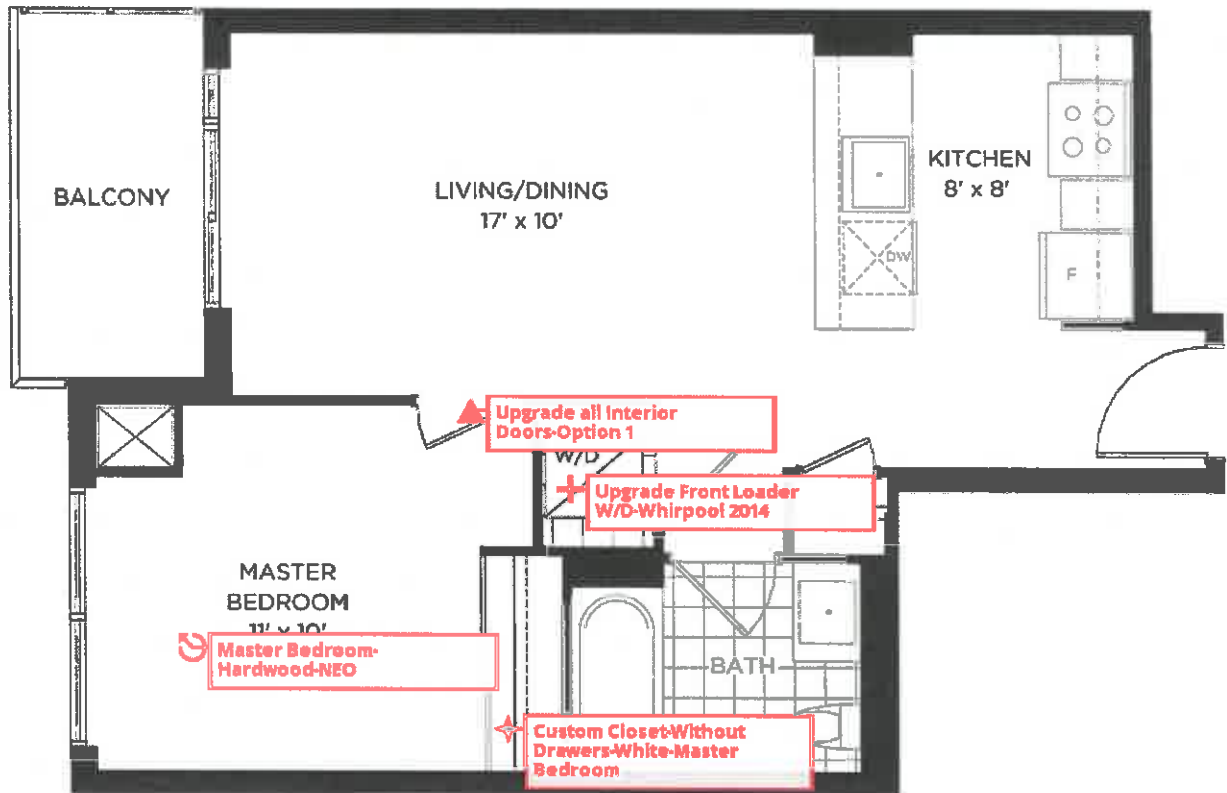 BALCONY
LIVING/DINING
17' x 10'
KITCHEN
8' x 8'
DW
F
Upgrade all Interior
Doors-Option 1
W/D
Upgrade Front Loader
W/D-Whirpool 2014
MASTER
BEDROOM
11' x 10'
Master Bedroom-
Hardwood-NEO
BATH
Custom Closet-Without
Drawers-White-Master
Bedroom